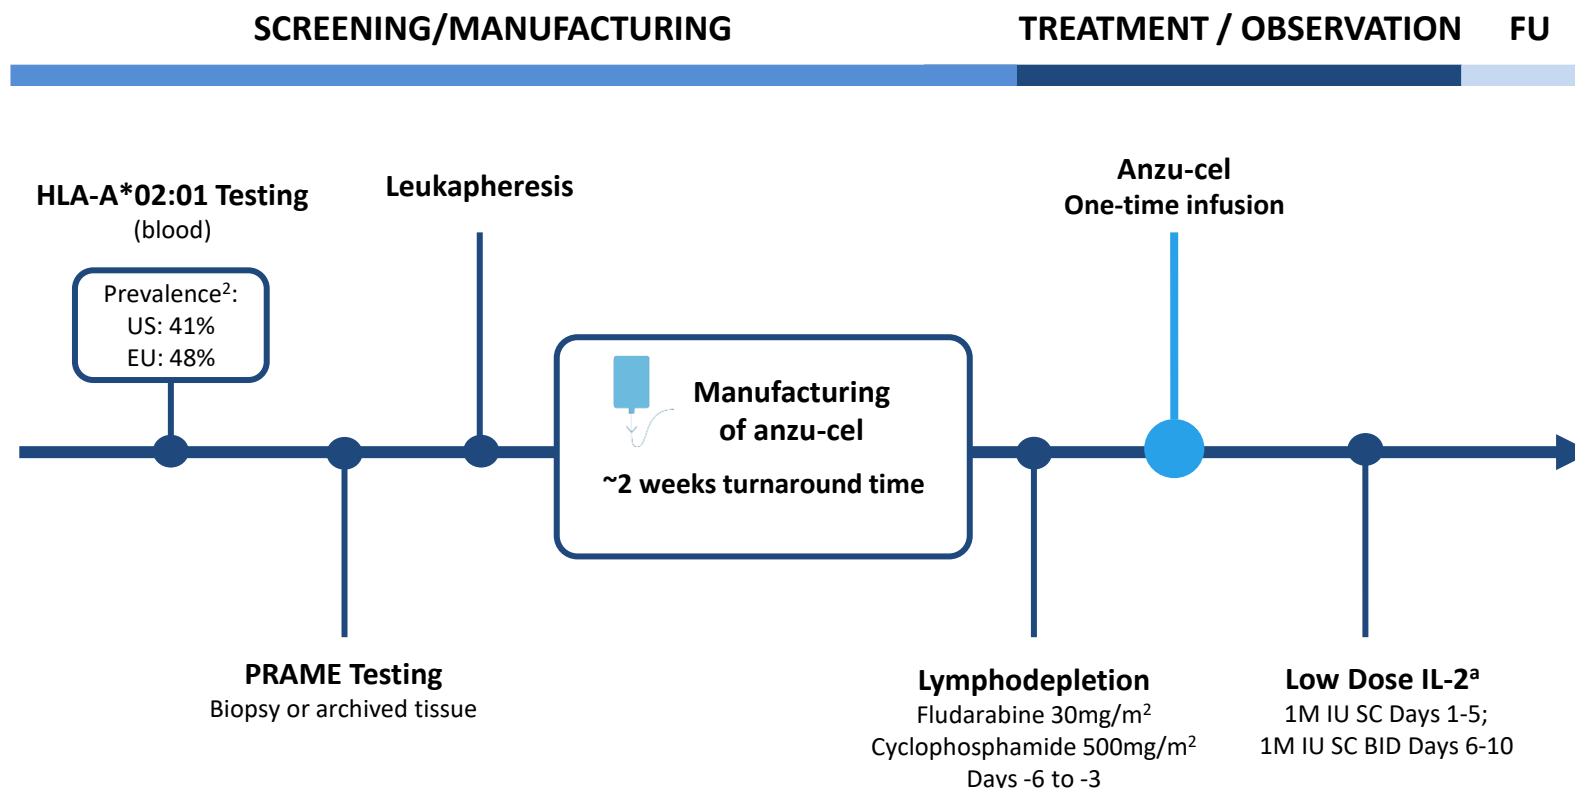 SCREENING/MANUFACTURING
TREATMENT / OBSERVATION
FU
HLA-A*02:01 Testing
(blood)
Prevalence²:
US: 41%
EU: 48%
Leukapheresis
Anzu-cel
One-time infusion
Manufacturing
of anzu-cel
~2 weeks turnaround time
PRAME Testing
Biopsy or archived tissue
Lymphodepletion
Fludarabine 30mg/m²
Cyclophosphamide 500mg/m²
Days -6 to -3
Low Dose IL-2ᵃ
1M IU SC Days 1-5;
1M IU SC BID Days 6-10